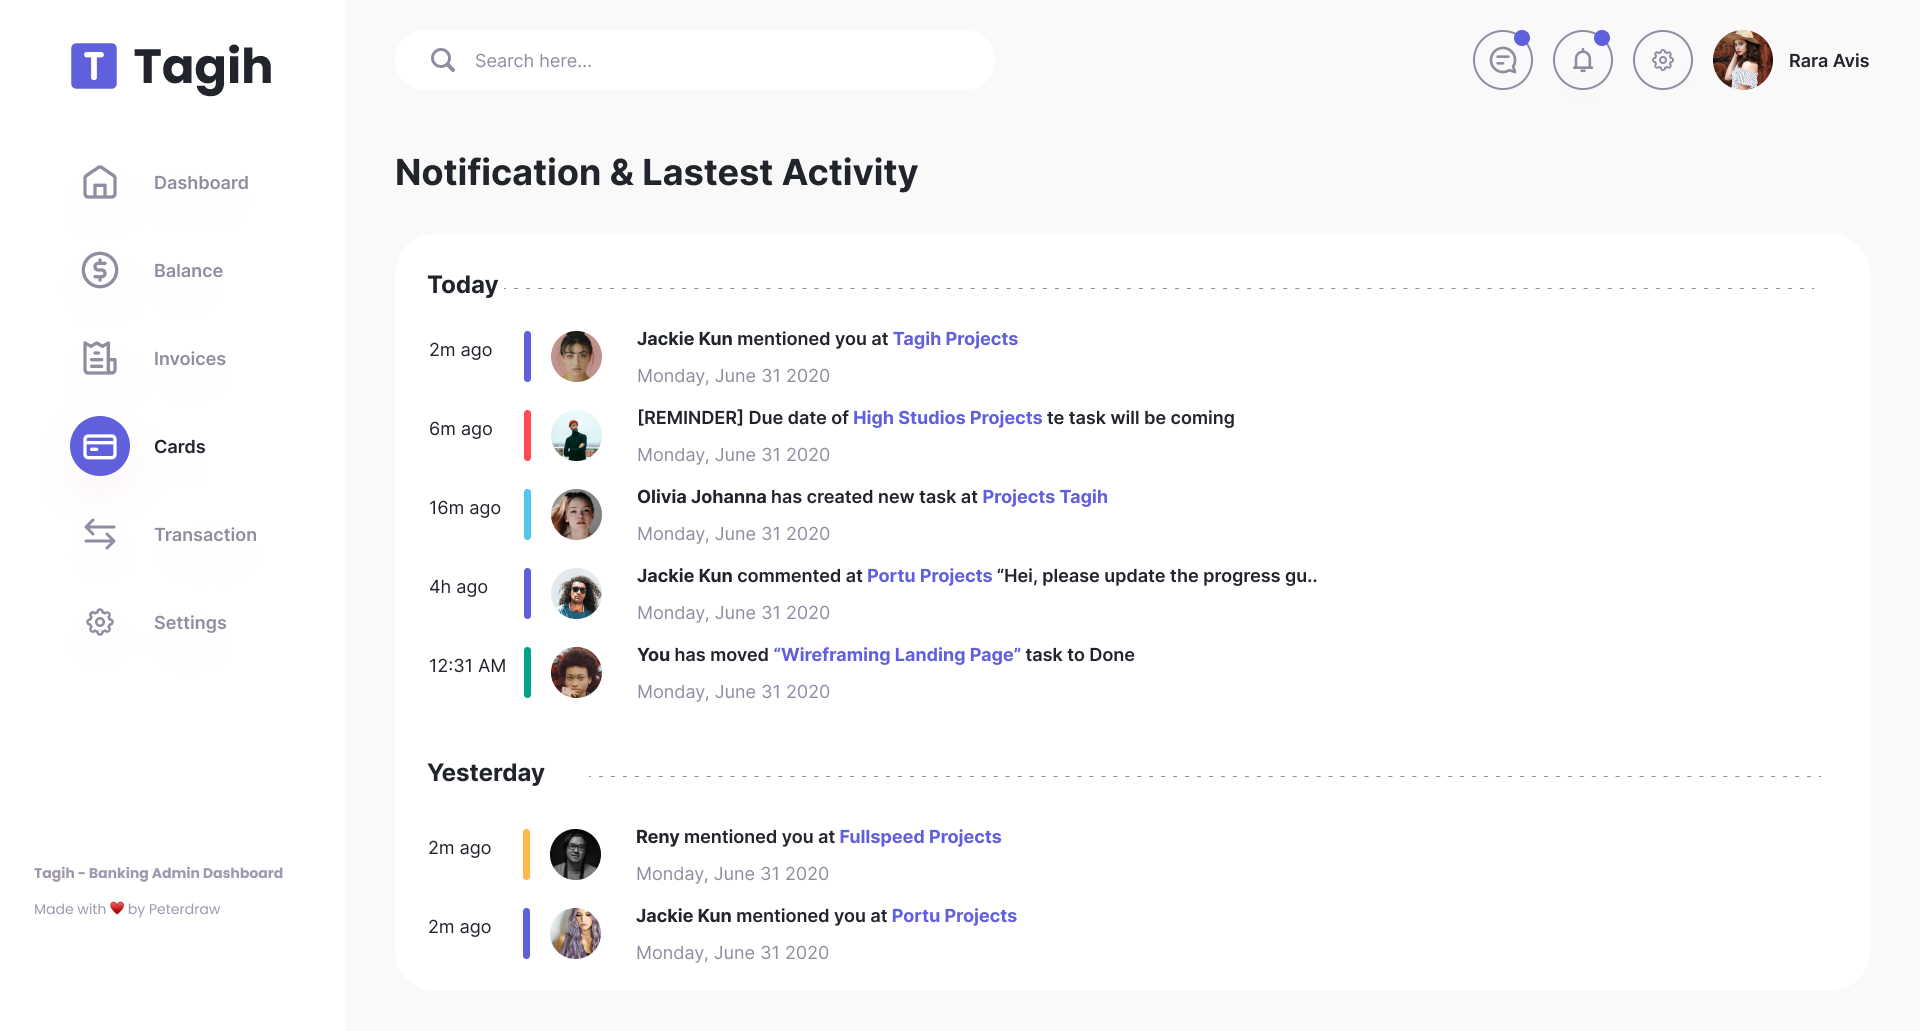 T Tagih
Search here...
Rara Avis
Dashboard
Balance
Invoices
Cards
Transaction
Settings
Tagih - Banking Admin Dashboard
Made with ❤️ by Peterdraw
Notification & Lastest Activity
Today
2m ago
Jackie Kun mentioned you at Tagih Projects
Monday, June 31 2020
6m ago
[REMINDER] Due date of High Studios Projects te task will be coming
Monday, June 31 2020
16m ago
Olivia Johanna has created new task at Projects Tagih
Monday, June 31 2020
4h ago
Jackie Kun commented at Portu Projects “Hei, please update the progress gu..
Monday, June 31 2020
12:31 AM
You has moved “Wireframing Landing Page” task to Done
Monday, June 31 2020
Yesterday
2m ago
Reny mentioned you at Fullspeed Projects
Monday, June 31 2020
2m ago
Jackie Kun mentioned you at Portu Projects
Monday, June 31 2020